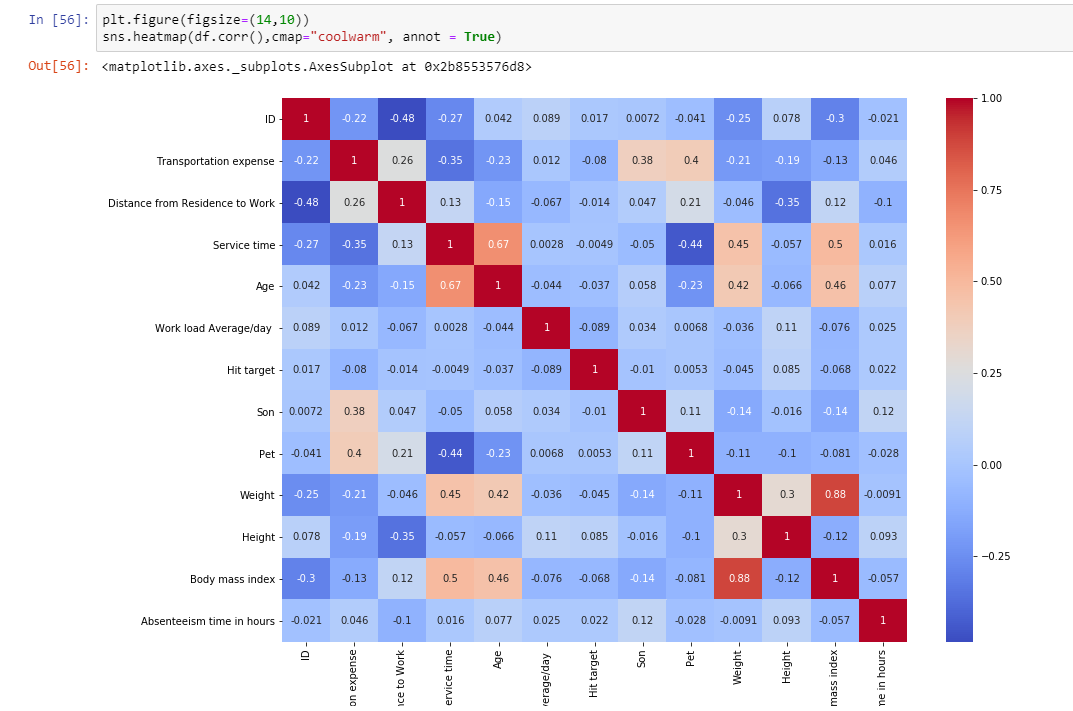 In [56]: plt.figure(figsize=(14,10))
sns.heatmap(df.corr(),cmap="coolwarm", annot = True)
Out[56]: <matplotlib.axes._subplots.AxesSubplot at 0x2b8553576d8>
ID 1 -0.22 -0.48 -0.27 0.042 0.089 0.017 0.0072 -0.041 -0.25 0.078 -0.3 -0.021
Transportation expense -0.22 1 0.26 -0.35 -0.23 0.012 -0.08 0.38 0.4 -0.21 -0.19 -0.13 0.046
Distance from Residence to Work -0.48 0.26 1 0.13 -0.15 -0.067 -0.014 0.047 0.21 -0.046 -0.35 0.12 -0.1
Service time -0.27 -0.35 0.13 1 0.67 0.0028 -0.0049 -0.05 -0.44 0.45 -0.057 0.5 0.016
Age 0.042 -0.23 -0.15 0.67 1 -0.044 -0.037 0.058 -0.23 0.42 -0.066 0.46 0.077
Work load Average/day 0.089 0.012 -0.067 0.0028 -0.044 1 -0.089 0.034 0.0068 -0.036 0.11 -0.076 0.025
Hit target 0.017 -0.08 -0.014 -0.0049 -0.037 -0.089 1 -0.01 0.0053 -0.045 0.085 -0.068 0.022
Son 0.0072 0.38 0.047 -0.05 0.058 0.034 -0.01 1 0.11 -0.14 -0.016 -0.14 0.12
Pet -0.041 0.4 0.21 -0.44 -0.23 0.0068 0.0053 0.11 1 -0.11 -0.1 -0.081 -0.028
Weight -0.25 -0.21 -0.046 0.45 0.42 -0.036 -0.045 -0.14 -0.11 1 0.3 0.88 -0.0091
Height 0.078 -0.19 -0.35 -0.057 -0.066 0.11 0.085 -0.016 -0.1 0.3 1 -0.12 0.093
Body mass index -0.3 -0.13 0.12 0.5 0.46 -0.076 -0.068 -0.14 -0.081 0.88 -0.12 1 -0.057
Absenteeism time in hours -0.021 0.046 -0.1 0.016 0.077 0.025 0.022 0.12 -0.028 -0.0091 0.093 -0.057 1
ID
on expense
nce to Work
ervice time
Age
verage/day
Hit target
Son
Pet
Weight
Height
mass index
me in hours
1.00
0.75
0.50
0.25
0.00
−0.25